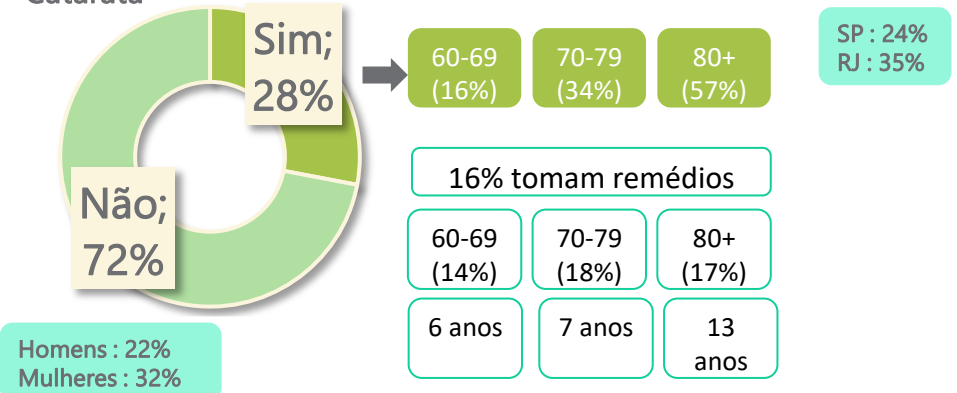 Catarata
Sim;
28%
Não;
72%
60-69
(16%)
70-79
(34%)
80+
(57%)
SP : 24%
RJ : 35%
16% tomam remédios
60-69
(14%)
70-79
(18%)
80+
(17%)
6 anos
7 anos
13
anos
Homens : 22%
Mulheres : 32%